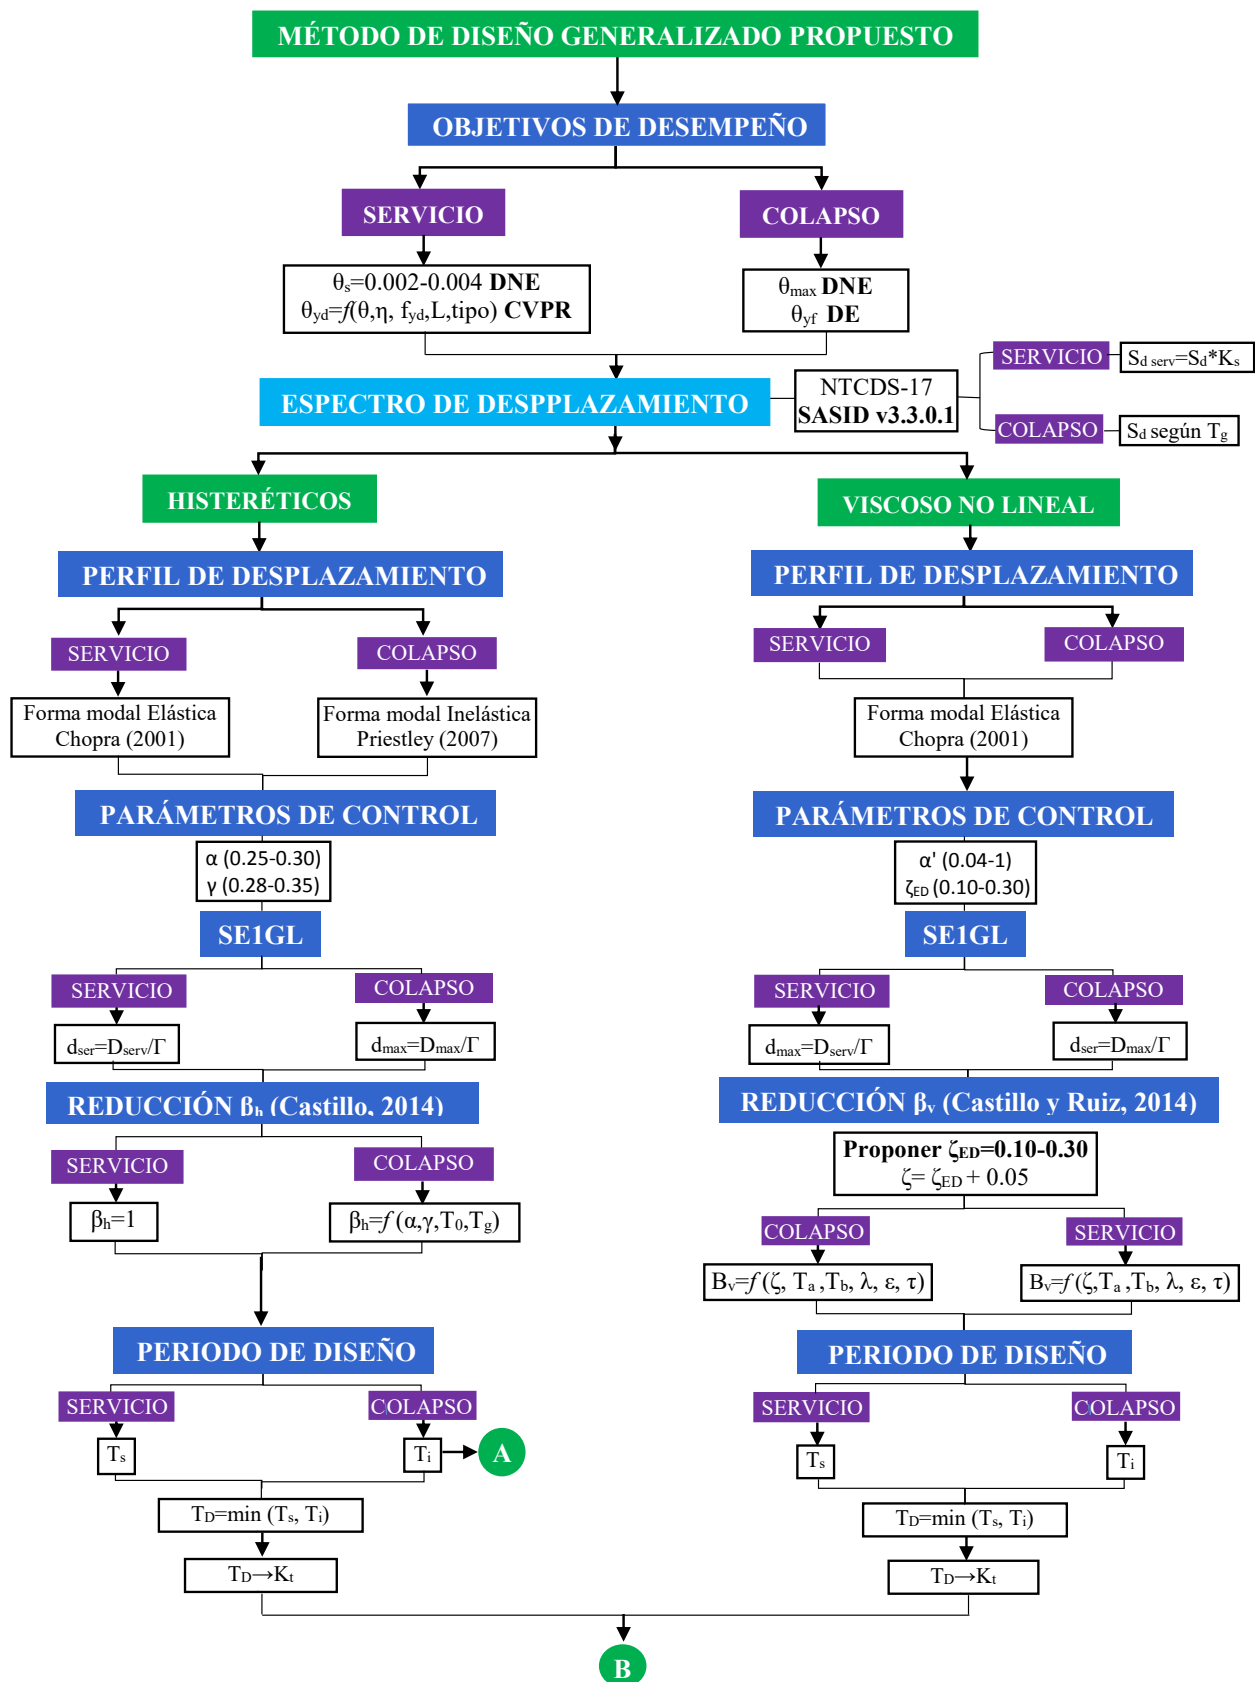 MÉTODO DE DISEÑO GENERALIZADO PROPUESTO
OBJETIVOS DE DESEMPEÑO
SERVICIO
COLAPSO
θs=0.002-0.004 DNE
θyd=f(θ,η, fyd,L,tipo) CVPR
θmax DNE
θyf DE
ESPECTRO DE DESPPLAZAMIENTO
NTCDS-17
SASID v3.3.0.1
SERVICIO
Sd serv=Sd*Ks
COLAPSO
Sd según Tg
HISTERÉTICOS
PERFIL DE DESPLAZAMIENTO
SERVICIO
COLAPSO
Forma modal Elástica
Chopra (2001)
Forma modal Inelástica
Priestley (2007)
PARÁMETROS DE CONTROL
α (0.25-0.30)
γ (0.28-0.35)
SE1GL
SERVICIO
COLAPSO
dser=Dserv/Γ
dmax=Dmax/Γ
REDUCCIÓN βh (Castillo, 2014)
SERVICIO
COLAPSO
βh=1
βh=f (α,γ,T0,Tg)
PERIODO DE DISEÑO
SERVICIO
COLAPSO
Ts
Ti
A
TD=min (Ts, Ti)
TD→Kt
VISCOSO NO LINEAL
PERFIL DE DESPLAZAMIENTO
SERVICIO
COLAPSO
Forma modal Elástica
Chopra (2001)
PARÁMETROS DE CONTROL
α' (0.04-1)
ζED (0.10-0.30)
SE1GL
SERVICIO
COLAPSO
dmax=Dserv/Γ
dser=Dmax/Γ
REDUCCIÓN βv (Castillo y Ruiz, 2014)
Proponer ζED=0.10-0.30
ζ= ζED + 0.05
COLAPSO
SERVICIO
Bv=f (ζ, Ta ,Tb, λ, ε, τ)
Bv=f (ζ,Ta ,Tb, λ, ε, τ)
PERIODO DE DISEÑO
SERVICIO
COLAPSO
Ts
Ti
TD=min (Ts, Ti)
TD→Kt
B